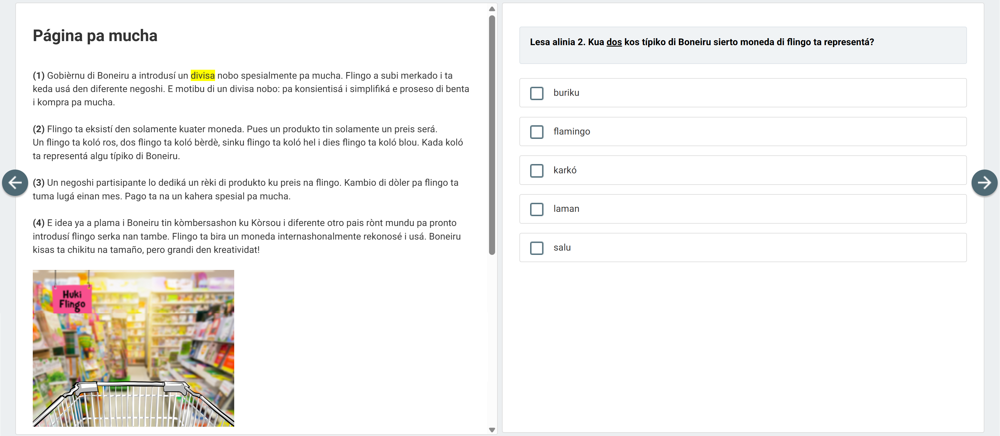 Página pa mucha
(1) Gobièrnu di Boneiru a introdusí un divisa nobo spesialmente pa mucha. Flingo a subi merkado i ta
keda usá den diferente negoshi. E motibu di un divisa nobo: pa konsientisá i simplifiká e proseso di benta
i kompra pa mucha.
(2) Flingo ta eksistí den solamente kuater moneda. Pues un produkto tin solamente un preis será.
Un flingo ta koló ros, dos flingo ta koló bèrdè, sinku flingo ta koló hel i dies flingo ta koló blou. Kada koló
ta representá algu típiko di Boneiru.
(3) Un negoshi partisipante lo dediká un rèki di produkto ku preis na flingo. Kambio di dòler pa flingo ta
tuma lugá einan mes. Pago ta na un kahera spesial pa mucha.
(4) E idea ya a plama i Boneiru tin kòmbersashon ku Kòrsou i diferente otro pais rònt mundu pa pronto
introdusí flingo serka nan tambe. Flingo ta bira un moneda internashonalmente rekonosé i usá. Boneiru
kisas ta chikitu na tamaño, pero grandi den kreatividat!
Huki
Flingo
Lesa alinia 2. Kua dos kos típiko di Boneiru sierto moneda di flingo ta representá?
buriku
flamingo
karkó
laman
salu